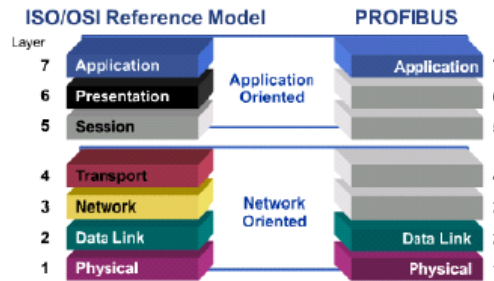 ISO/OSI Reference Model PROFIBUS
Layer
7 Application Application
6 Presentation Application Oriented
5 Session
4 Transport
3 Network Network Oriented
2 Data Link Data Link
1 Physical Physical